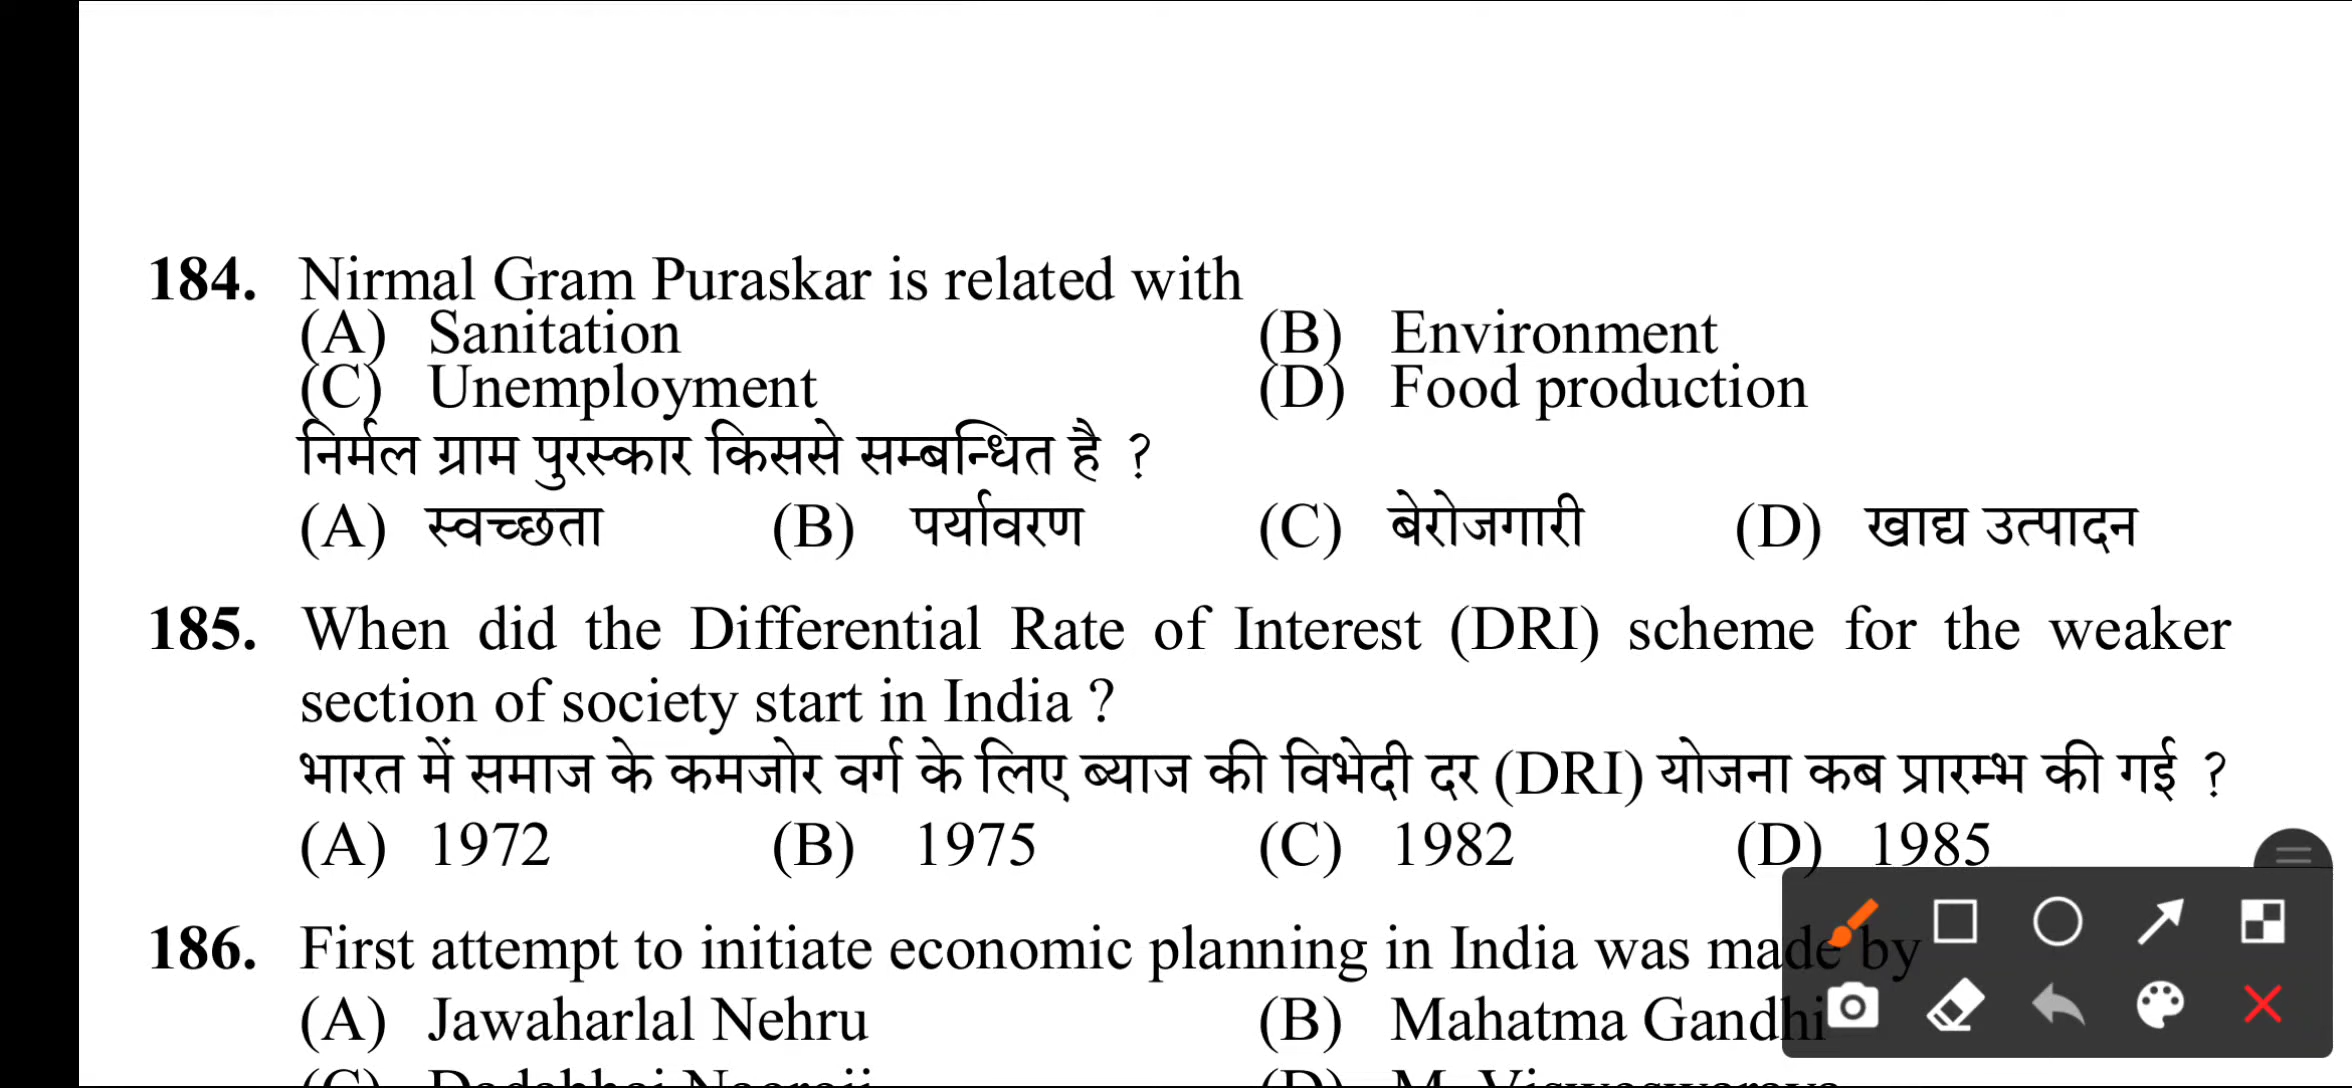 184. Nirmal Gram Puraskar is related with
(A) Sanitation (B) Environment
(C) Unemployment (D) Food production
निर्मल ग्राम पुरस्कार किससे सम्बन्धित है ?
(A) स्वच्छता (B) पर्यावरण (C) बेरोजगारी (D) खाद्य उत्पादन
185. When did the Differential Rate of Interest (DRI) scheme for the weaker
section of society start in India ?
भारत में समाज के कमजोर वर्ग के लिए ब्याज की विभेदी दर (DRI) योजना कब प्रारम्भ की गई ?
(A) 1972 (B) 1975 (C) 1982 (D) 1985
186. First attempt to initiate economic planning in India was made by
(A) Jawaharlal Nehru (B) Mahatma Gandhi
(C) Dadabhai Naoroji (D) M. Visweswaraya